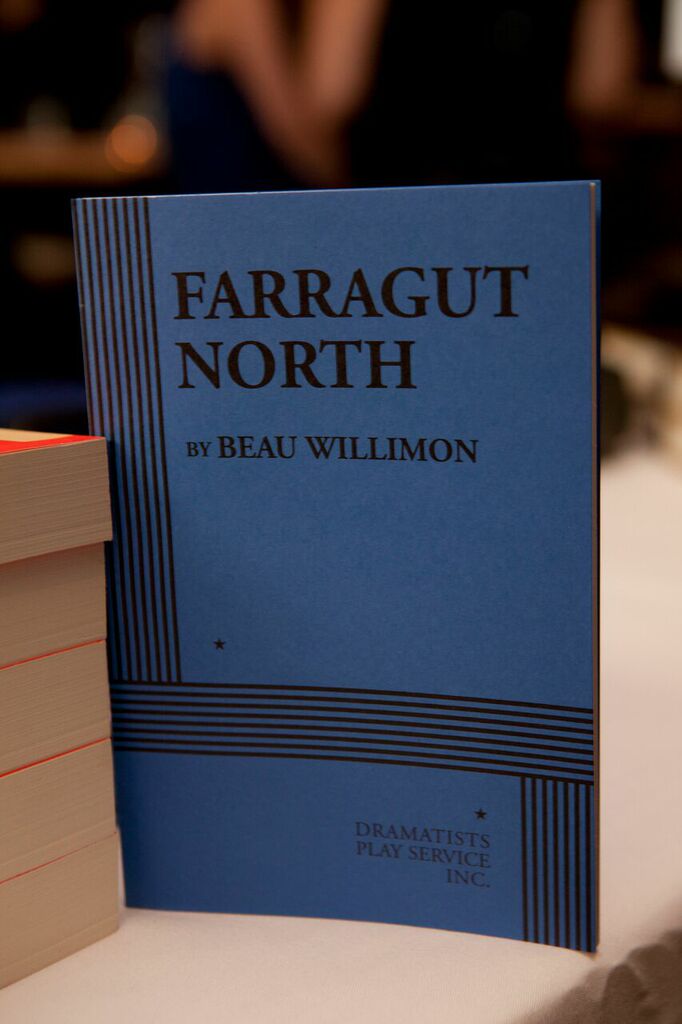 FARRAGUT
NORTH
BY BEAU WILLIMON
DRAMATISTS
PLAY SERVICE
INC.